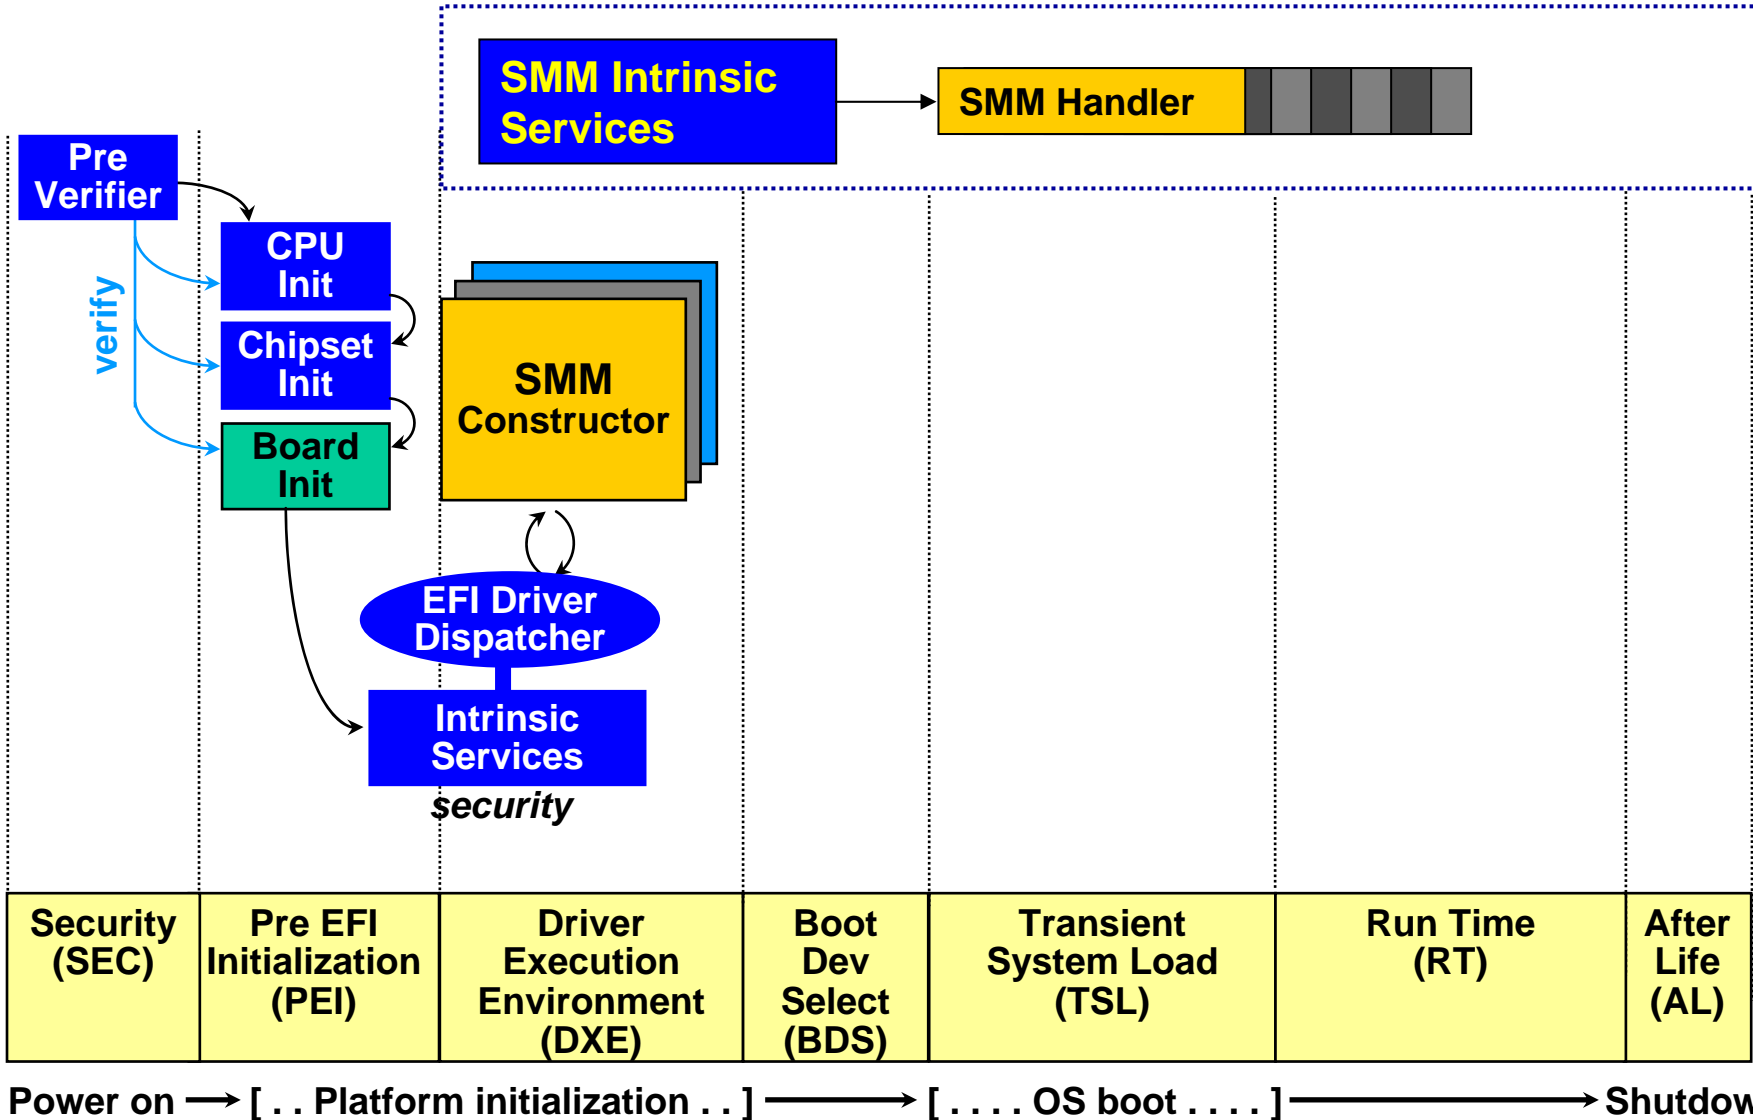 SMM Intrinsic
Services
SMM Handler
Pre
Verifier
verify
CPU
Init
Chipset
Init
Board
Init
SMM
Constructor
EFI Driver
Dispatcher
Intrinsic
Services
security
Security
(SEC)
Pre EFI
Initialization
(PEI)
Driver
Execution
Environment
(DXE)
Boot
Dev
Select
(BDS)
Transient
System Load
(TSL)
Run Time
(RT)
After
Life
(AL)
Power on [ . . Platform initialization . . ] [ . . . . OS boot . . . . ] Shutdow